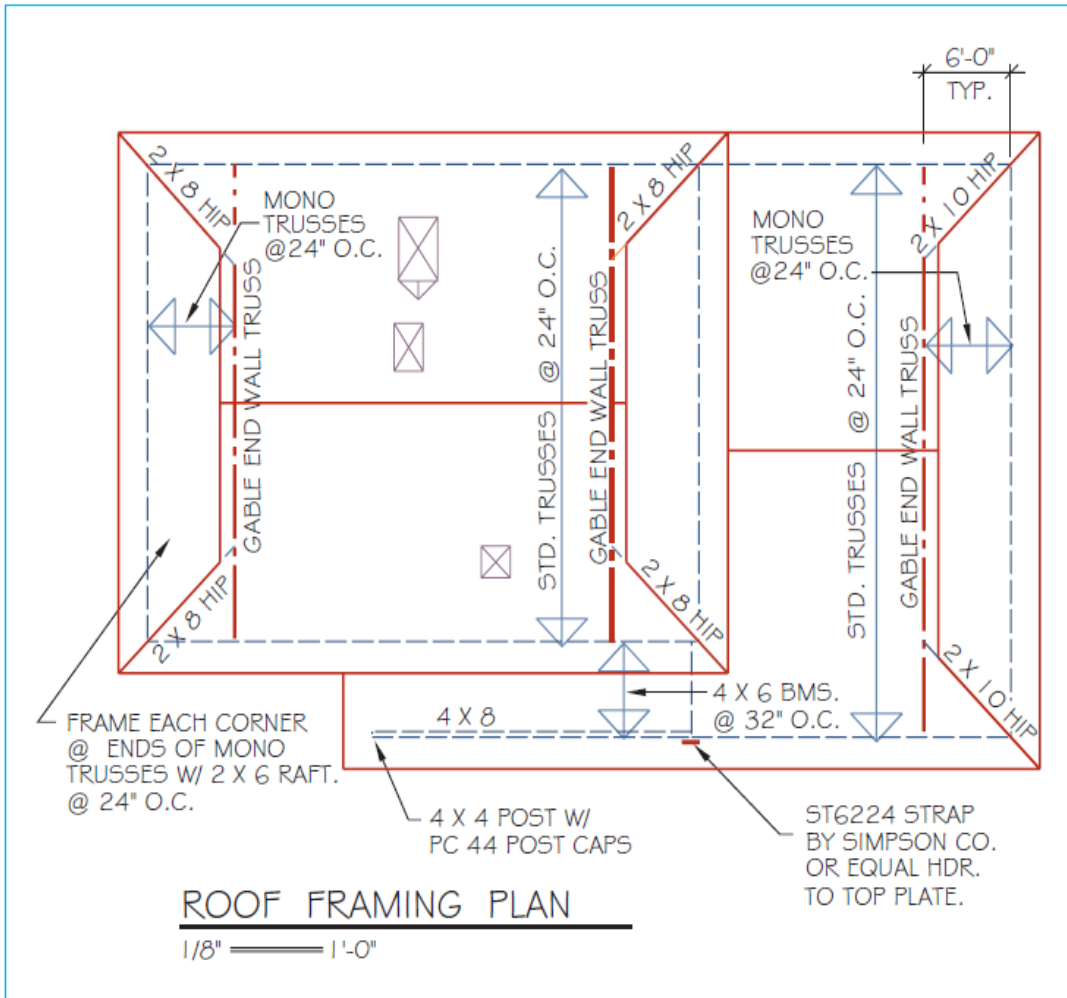 6'-0"
TYP.
2 X 8 HIP
MONO
TRUSSES
@24" O.C.
GABLE END WALL TRUSS
STD. TRUSSES @ 24" O.C.
GABLE END WALL TRUSS
2 X 8 HIP
MONO
TRUSSES
@24" O.C.
STD. TRUSSES @ 24" O.C.
GABLE END WALL TRUSS
2 X 10 HIP
2 X 8 HIP
2 X 8 HIP
2 X 10 HIP
FRAME EACH CORNER
@ ENDS OF MONO
TRUSSES W/ 2 X 6 RAFT.
@ 24" O.C.
4 X 8
4 X 6 BMS.
@ 32" O.C.
4 X 4 POST W/
PC 44 POST CAPS
ST6224 STRAP
BY SIMPSON CO.
OR EQUAL HDR.
TO TOP PLATE.
ROOF FRAMING PLAN
1/8" 1'-0"